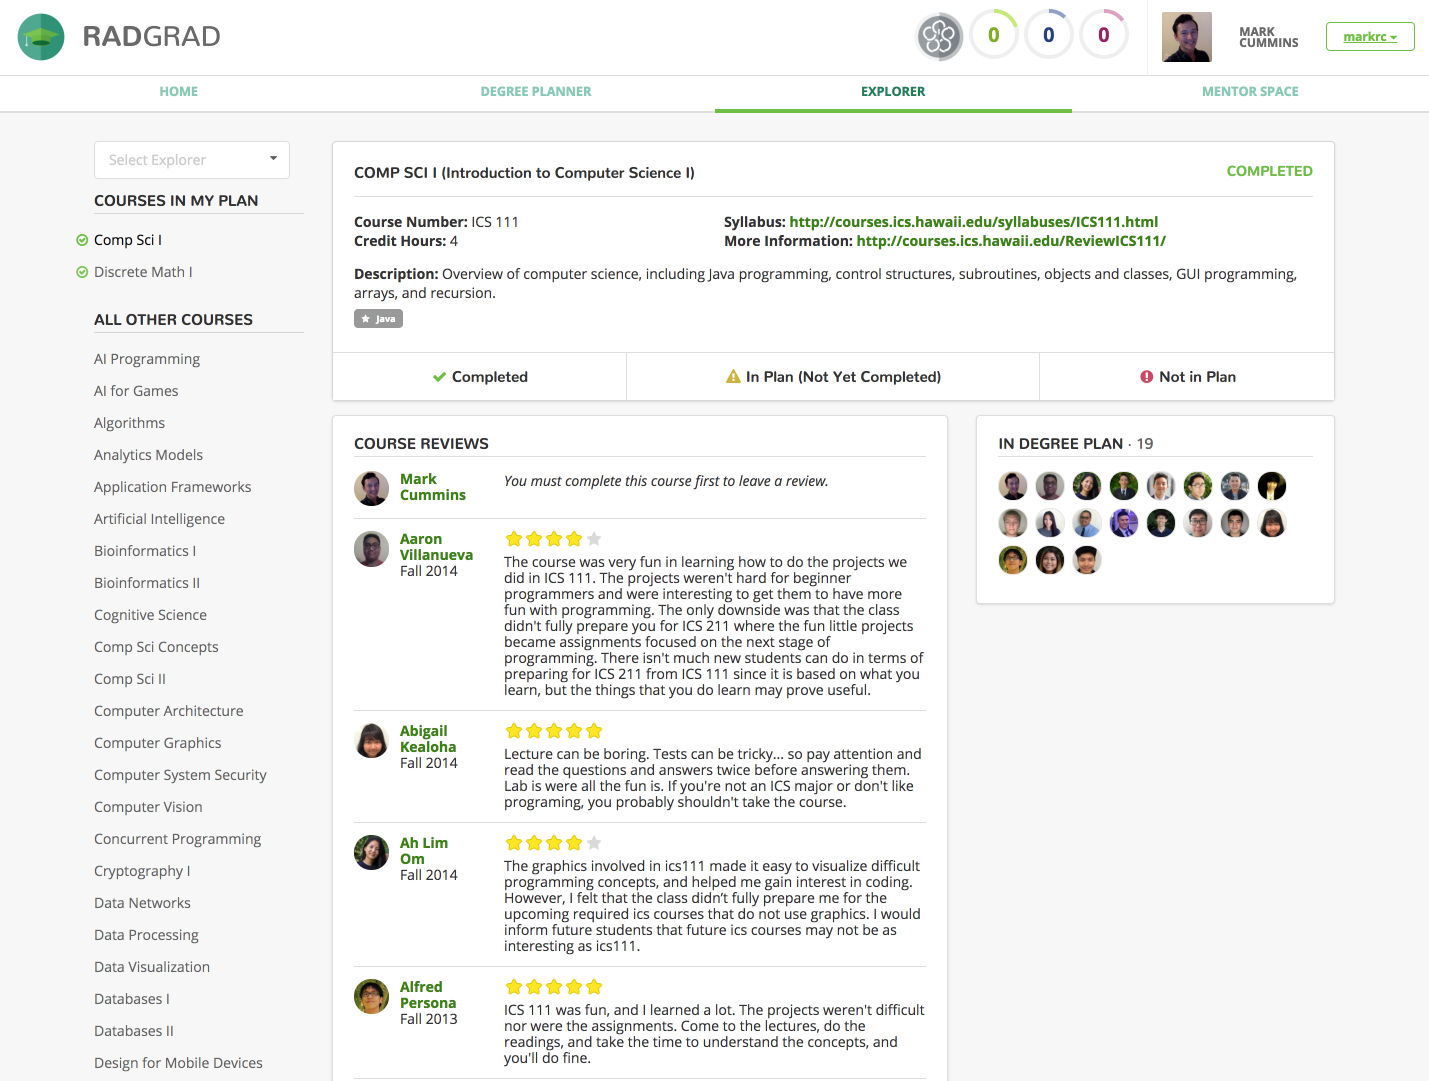 RADGRAD
0
0
0
MARK
CUMMINS
markrc
HOME
DEGREE PLANNER
EXPLORER
MENTOR SPACE
Select Explorer
COURSES IN MY PLAN
Comp Sci I
Discrete Math I
ALL OTHER COURSES
AI Programming
AI for Games
Algorithms
Analytics Models
Application Frameworks
Artificial Intelligence
Bioinformatics I
Bioinformatics II
Cognitive Science
Comp Sci Concepts
Comp Sci II
Computer Architecture
Computer Graphics
Computer System Security
Computer Vision
Concurrent Programming
Cryptography I
Data Networks
Data Processing
Data Visualization
Databases I
Databases II
Design for Mobile Devices
COMP SCI I (Introduction to Computer Science I)
COMPLETED
Course Number: ICS 111
Credit Hours: 4
Syllabus: http://courses.ics.hawaii.edu/syllabuses/ICS111.html
More Information: http://courses.ics.hawaii.edu/ReviewICS111/
Description: Overview of computer science, including Java programming, control structures, subroutines, objects and classes, GUI programming,
arrays, and recursion.
Java
Completed
In Plan (Not Yet Completed)
Not in Plan
COURSE REVIEWS
Mark
Cummins
You must complete this course first to leave a review.
Aaron
Villanueva
Fall 2014
The course was very fun in learning how to do the projects we
did in ICS 111. The projects weren't hard for beginner
programmers and were interesting to get them to have more
fun with programming. The only downside was that the class
didn't fully prepare you for ICS 211 where the fun little projects
became assignments focused on the next stage of
programming. There isn't much new students can do in terms of
preparing for ICS 211 from ICS 111 since it is based on what you
learn, but the things that you do learn may prove useful.
Abigail
Kealoha
Fall 2014
Lecture can be boring. Tests can be tricky... so pay attention and
read the questions and answers twice before answering them.
Lab is were all the fun is. If you're not an ICS major or don't like
programing, you probably shouldn't take the course.
Ah Lim
Om
Fall 2014
The graphics involved in ics111 made it easy to visualize difficult
programming concepts, and helped me gain interest in coding.
However, I felt that the class didn’t fully prepare me for the
upcoming required ics courses that do not use graphics. I would
inform future students that future ics courses may not be as
interesting as ics111.
Alfred
Persona
Fall 2013
ICS 111 was fun, and I learned a lot. The projects weren't difficult
nor were the assignments. Come to the lectures, do the
readings, and take the time to understand the concepts, and
you'll do fine.
IN DEGREE PLAN · 19